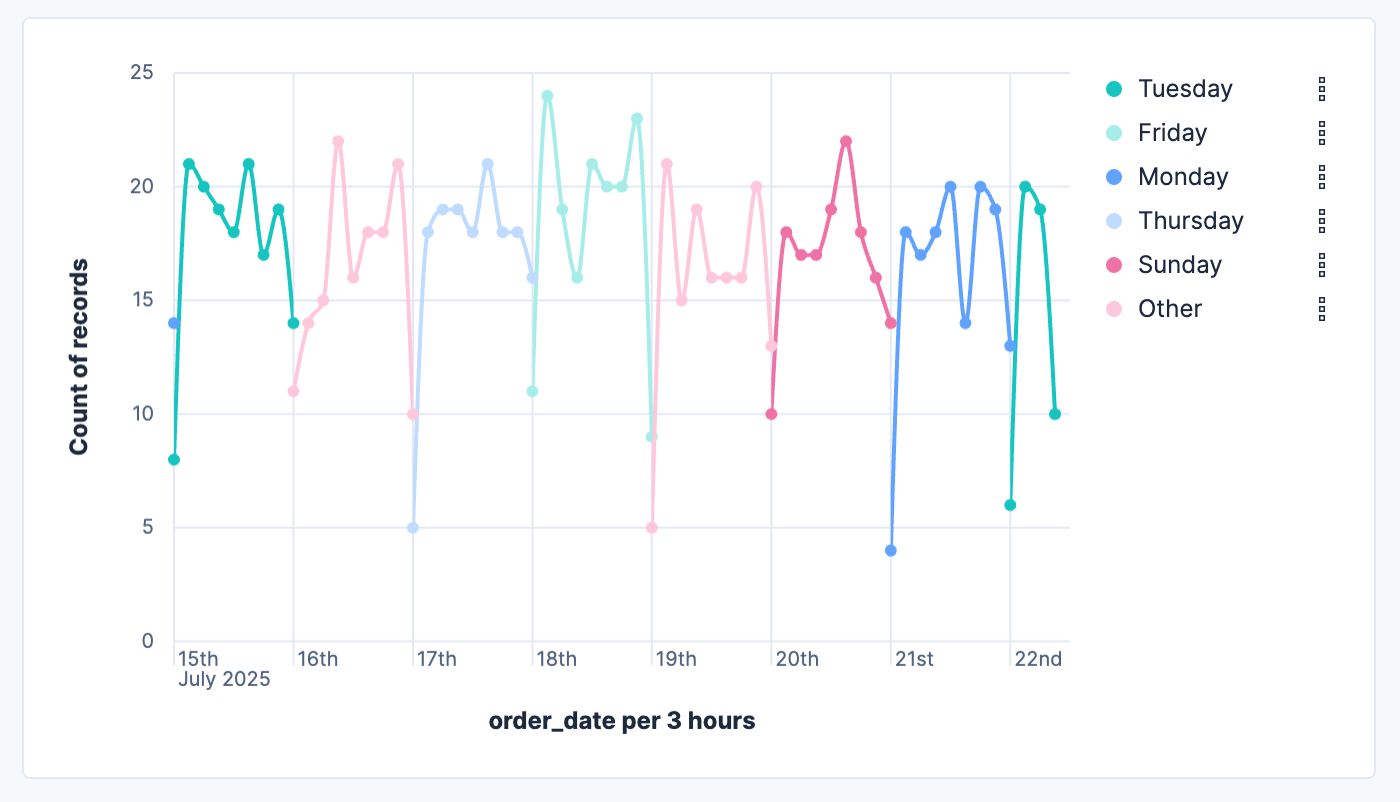 25
20
15
10
5
0
Count of records
15th
July 2025
16th
17th
18th
19th
20th
21st
22nd
order_date per 3 hours
Tuesday
Friday
Monday
Thursday
Sunday
Other